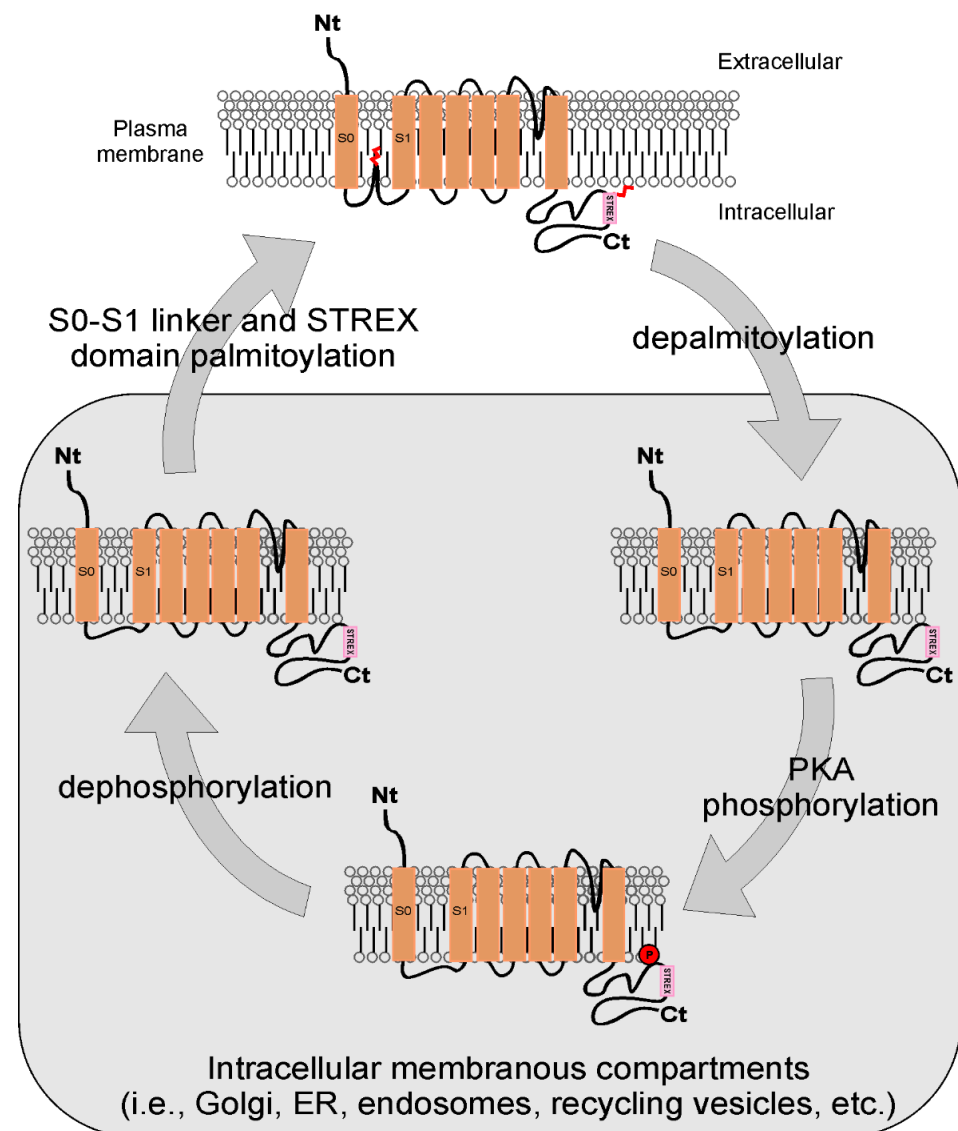 Nt
Extracellular
Plasma
membrane
S0
S1
STREX
Intracellular
Ct
S0-S1 linker and STREX
domain palmitoylation
depalmitoylation
Nt
S0
S1
STREX
Ct
Nt
S0
S1
STREX
Ct
PKA
phosphorylation
dephosphorylation
Nt
S0
S1
P
STREX
Ct
Intracellular membranous compartments
(i.e., Golgi, ER, endosomes, recycling vesicles, etc.)